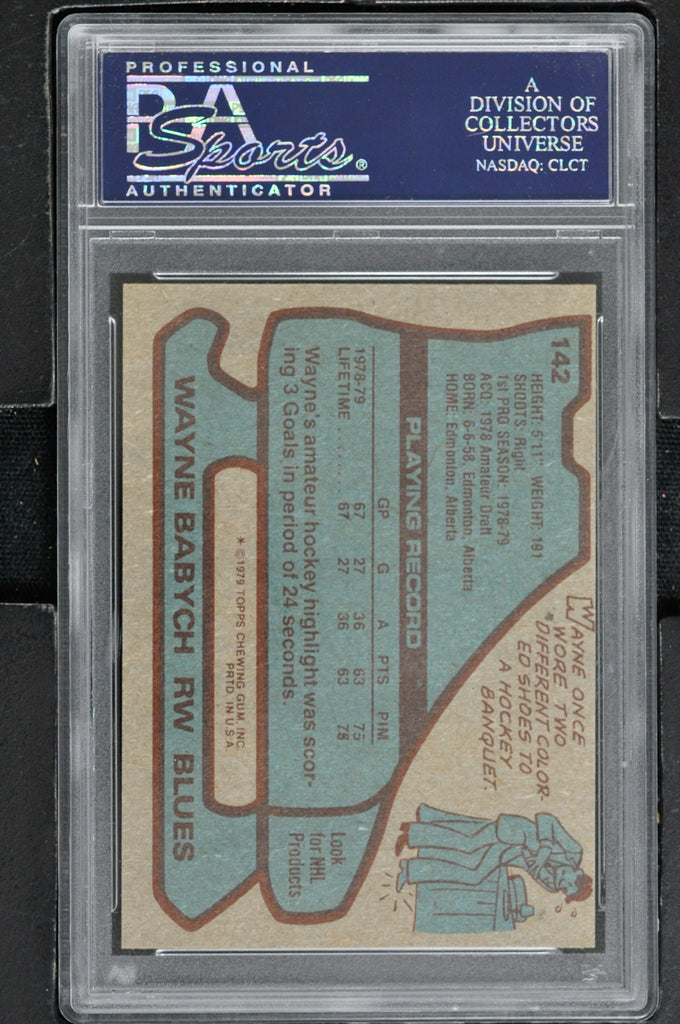 PROFESSIONAL
PSA
Sports®
AUTHENTICATOR
A
DIVISION OF
COLLECTORS
UNIVERSE
NASDAQ: CLCT
142
HEIGHT: 5'11" WEIGHT: 191
SHOOTS: Right
1st PRO SEASON: 1978-79
ACQ: 1978 Amateur Draft
BORN: 6-6-58, Edmonton, Alberta
HOME: Edmonton, Alberta
WAYNE ONCE
WORE TWO
DIFFERENT COLOR-
ED SHOES TO
A HOCKEY
BANQUET.
PLAYING RECORD
GP G A PTS PIM
1978-79 67 27 36 63 75
LIFETIME ........ 67 27 36 63 75
Wayne's amateur hockey highlight was scor-
ing 3 Goals in period of 24 seconds.
Look
for NHL
Products
* ©1979 TOPPS CHEWING GUM, INC.
PRTD. IN U.S.A.
WAYNE BABYCH RW BLUES